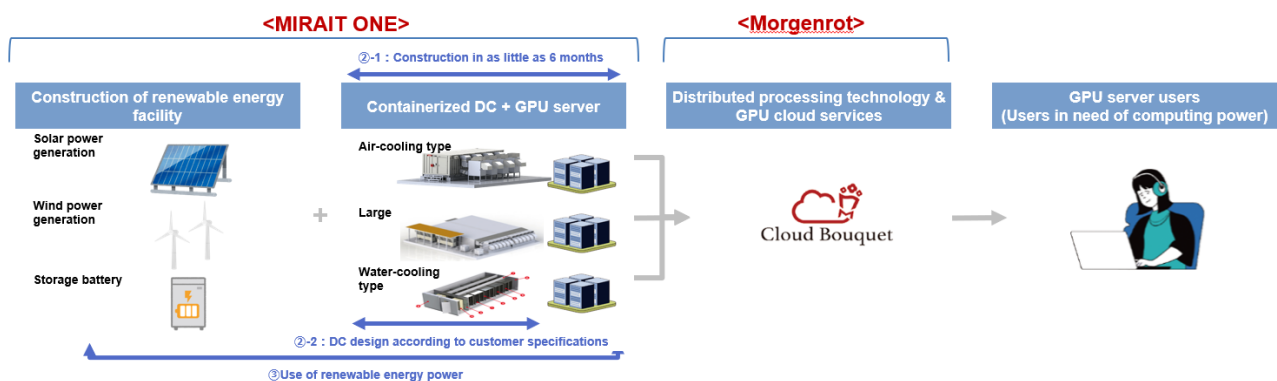 <MIRAIT ONE>
<Morgenrot>
②-1 : Construction in as little as 6 months
Construction of renewable energy
facility
Containerized DC + GPU server
Distributed processing technology &
GPU cloud services
GPU server users
(Users in need of computing power)
Solar power
generation
Air-cooling type
Wind power
generation
+
Large
Cloud Bouquet
Storage battery
Water-cooling
type
②-2 : DC design according to customer specifications
③Use of renewable energy power